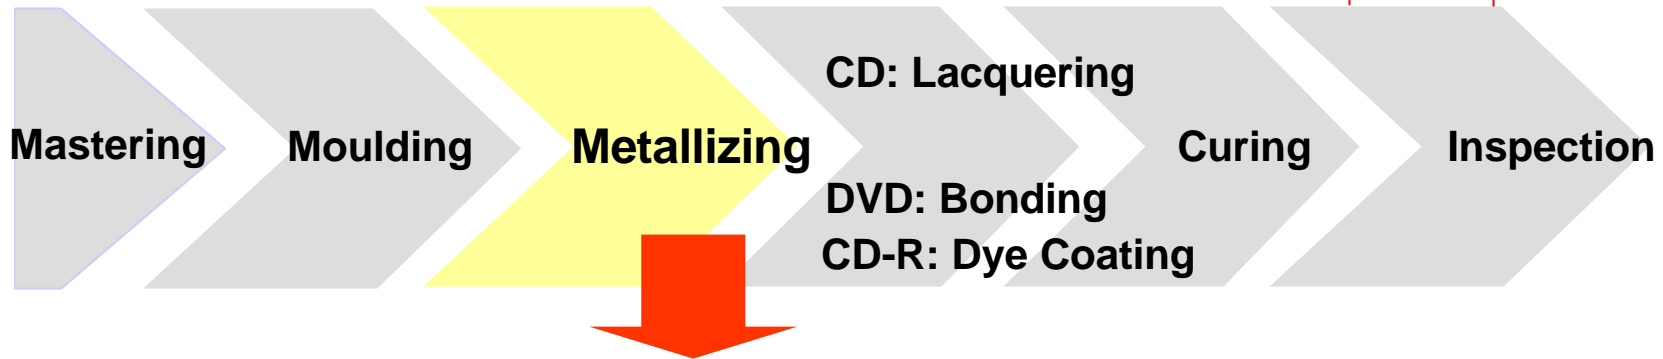 Mastering
Moulding
Metallizing
CD: Lacquering
DVD: Bonding
CD-R: Dye Coating
Curing
Inspection